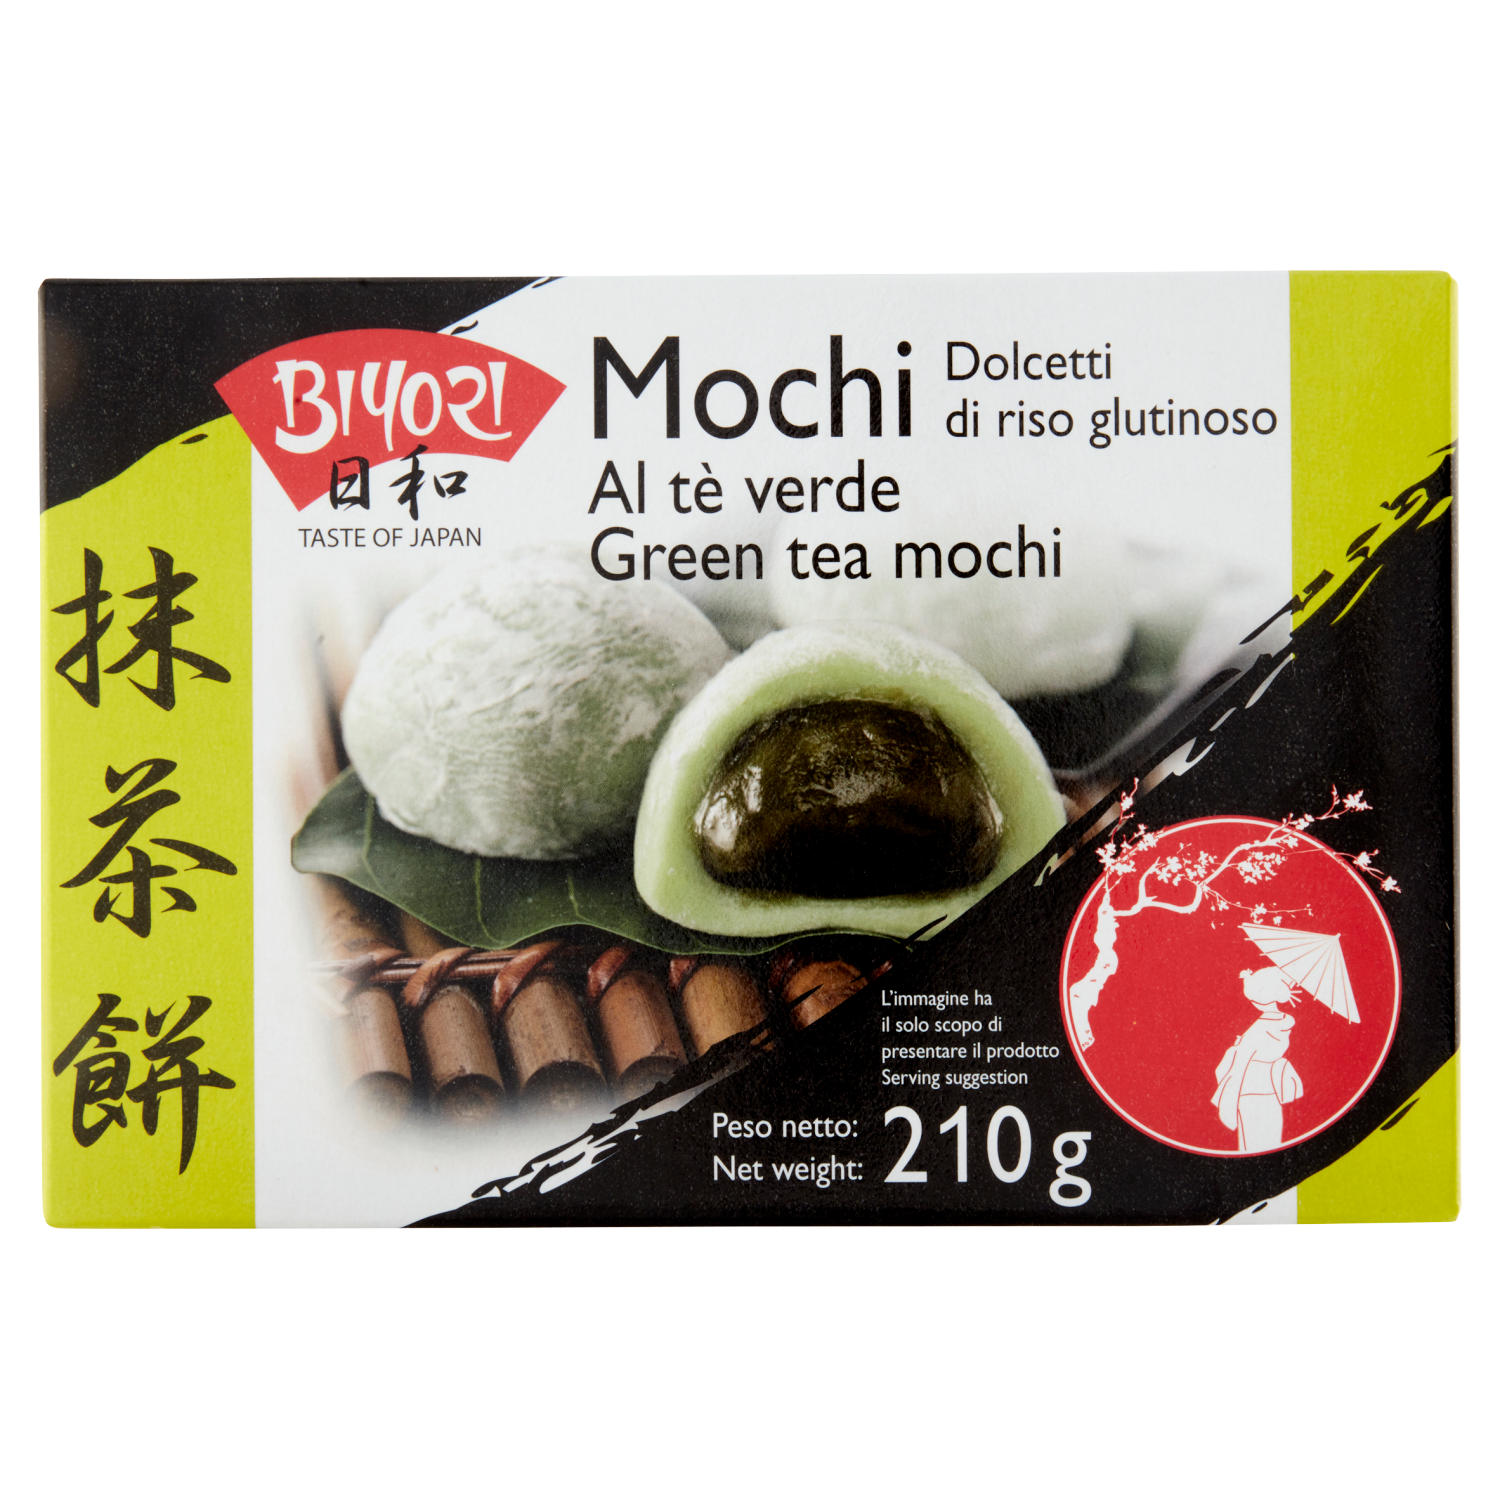 BIYORI
日和
TASTE OF JAPAN
Mochi
Dolcetti
di riso glutinoso
Al tè verde
Green tea mochi
抹
茶
餅
L'immagine ha
il solo scopo di
presentare il prodotto
Serving suggestion
Peso netto:
Net weight:
210 g